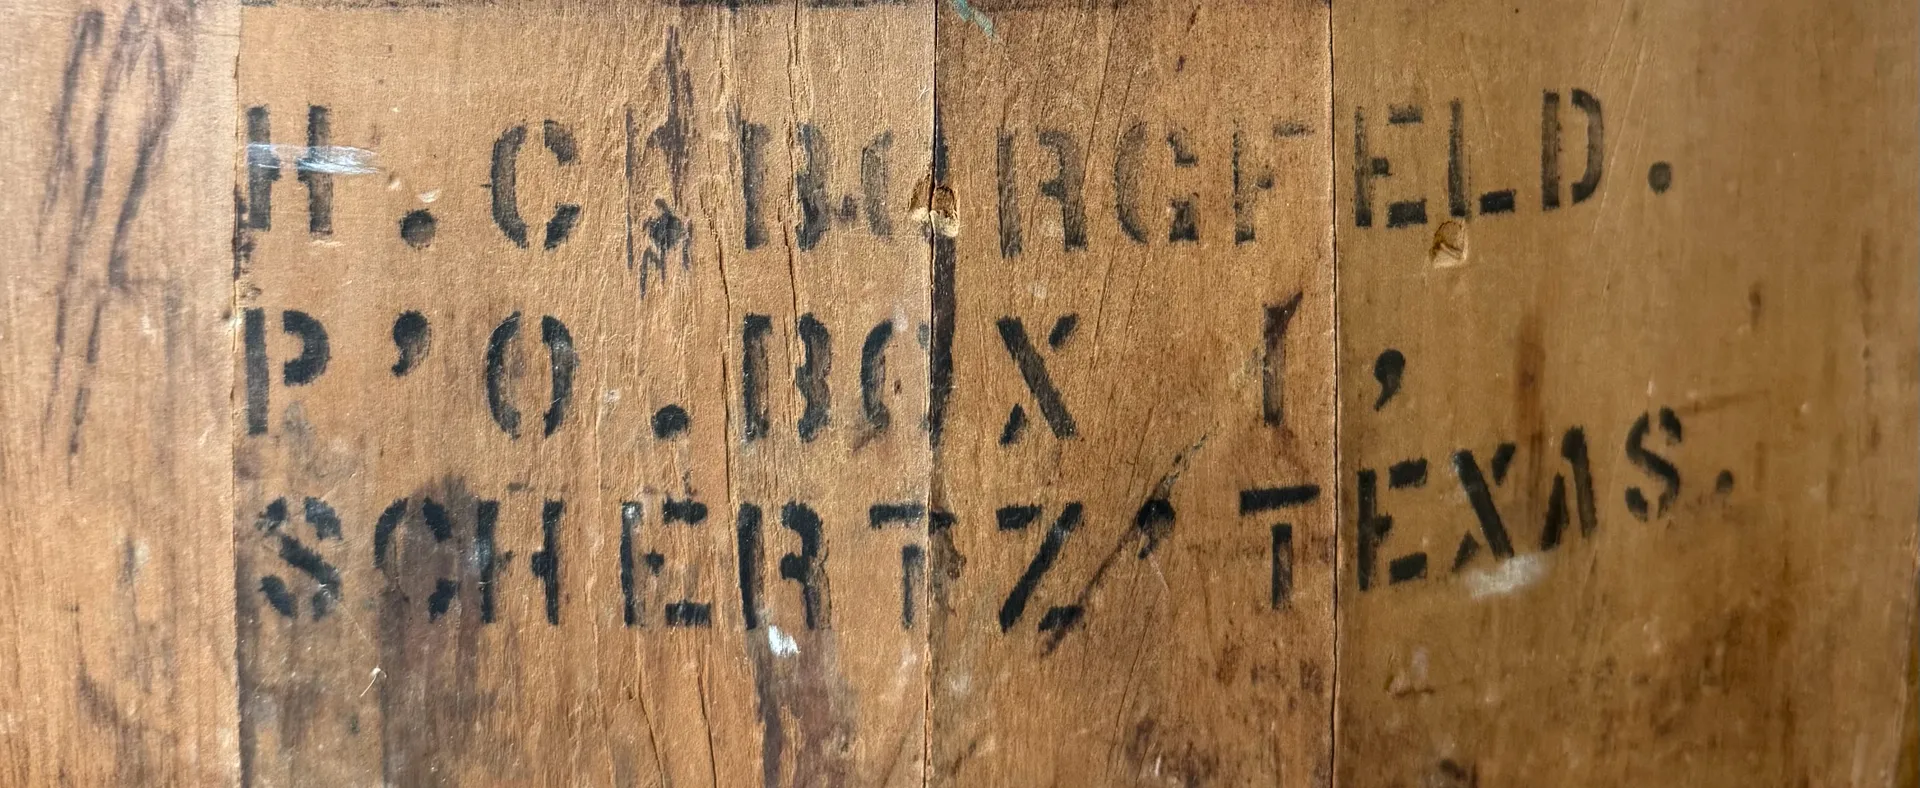 H.C.BORGFELD.
P'O.BOX 1,
SCHERTZ'TEXAS.